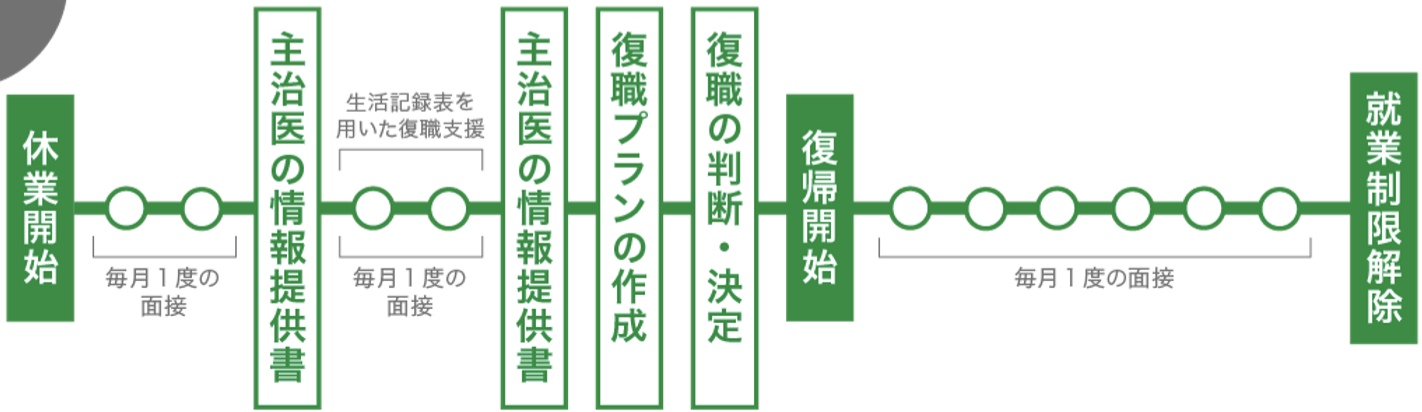 休業開始
毎月１度の
面接
主治医の情報提供書
生活記録表を
用いた復職支援
毎月１度の
面接
主治医の情報提供書
復職プランの作成
復職の判断・決定
復帰開始
毎月１度の面接
就業制限解除